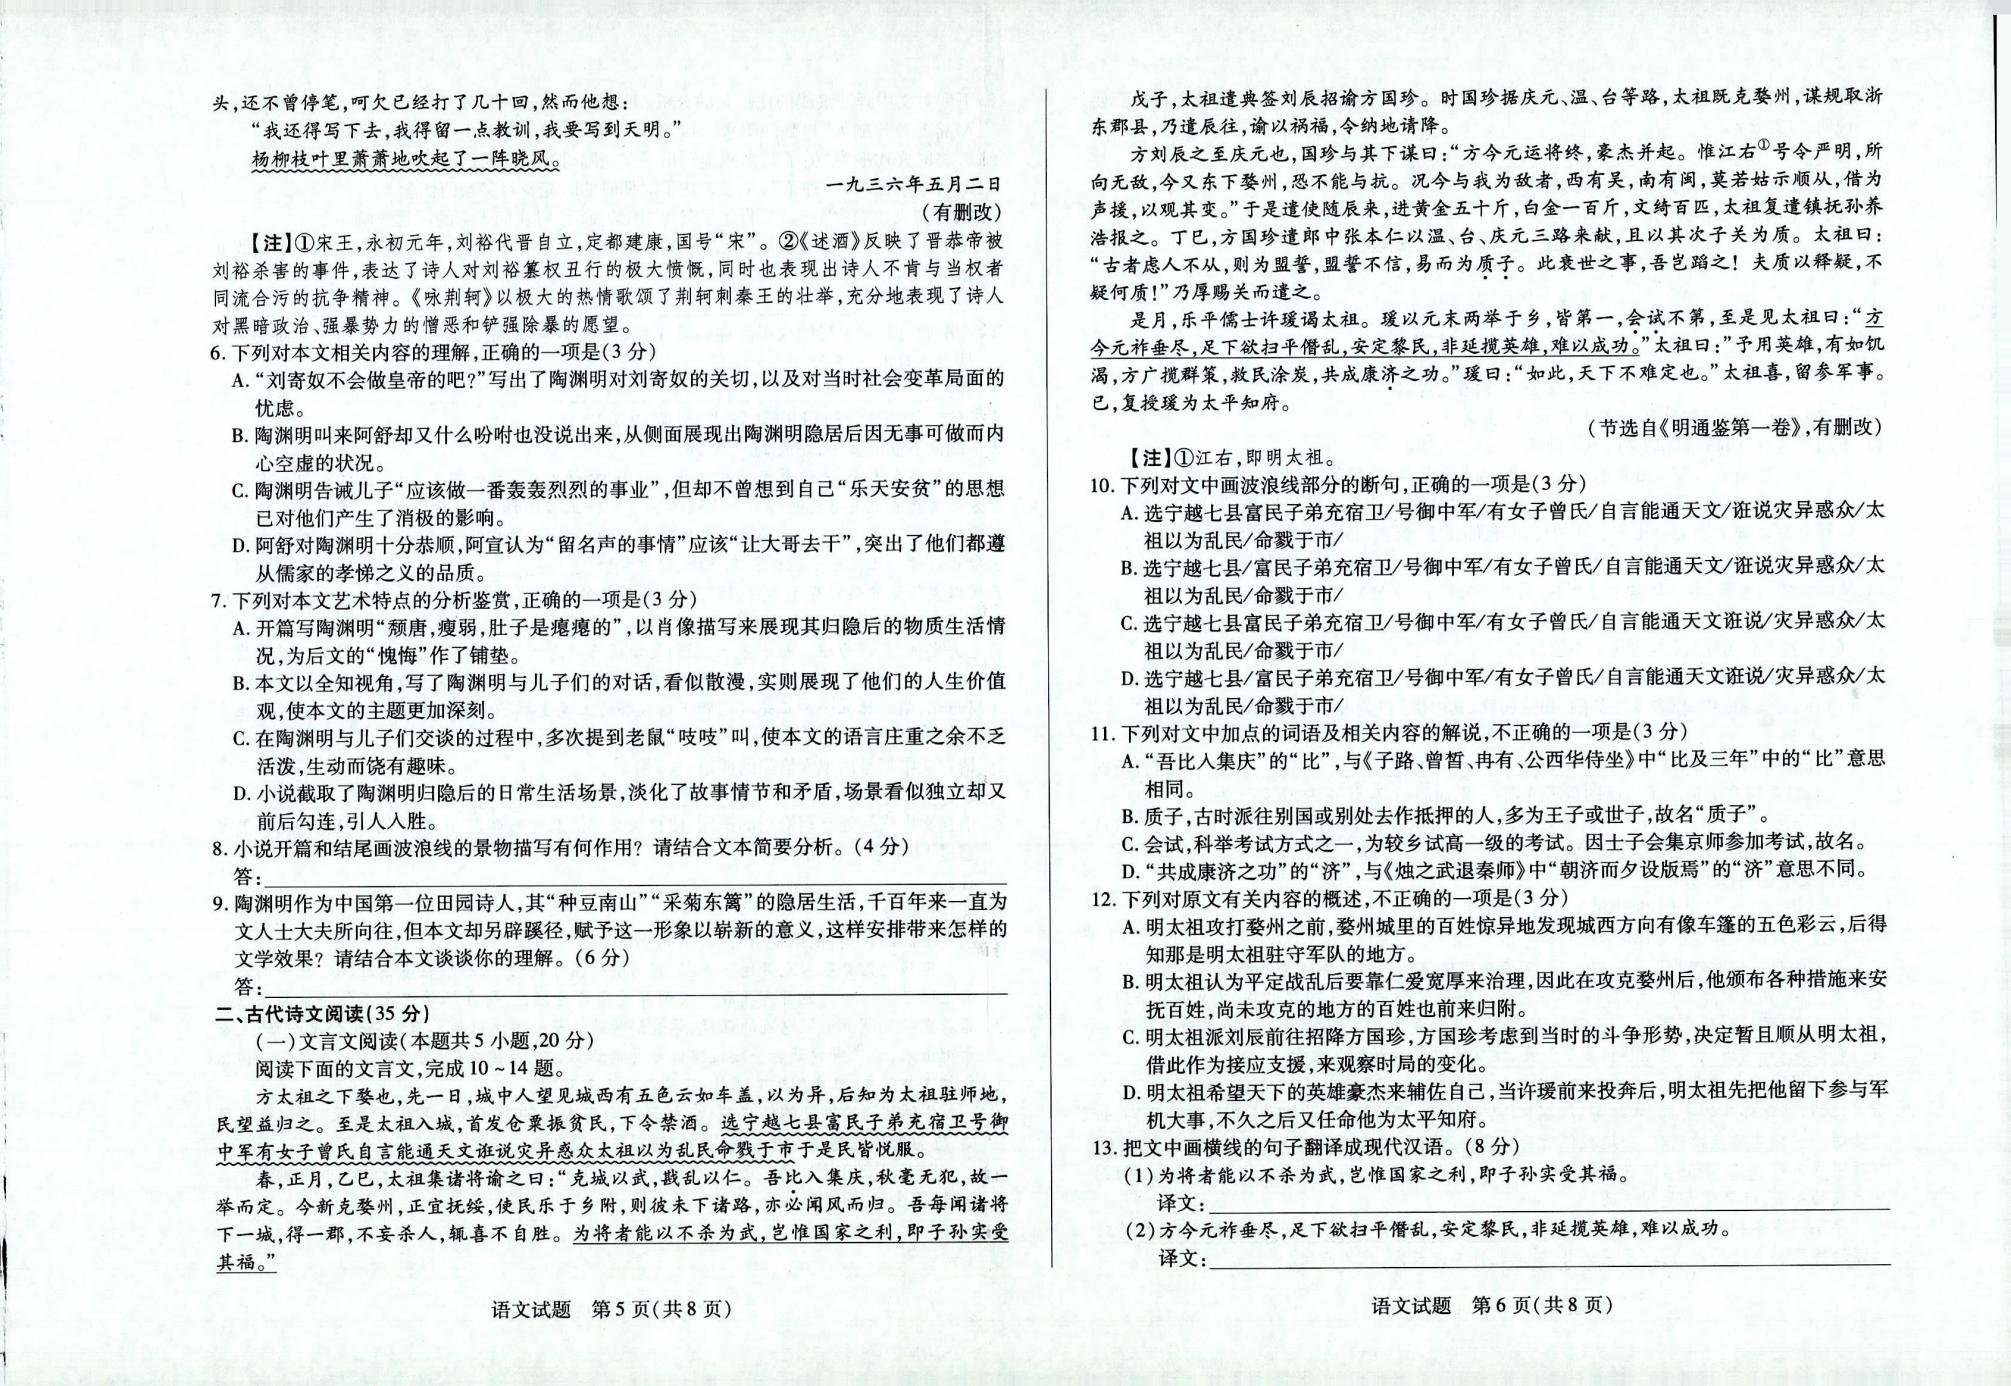 头,还不曾停笔,呵欠已经打了几十回,然而他想:
“我还得写下去,我得留一点教训,我要写到天明。”
杨柳枝叶里萧萧地吹起了一阵晓风。
一九三六年五月二日
(有删改)
【注】①宋王,永初元年,刘裕代晋自立,定都建康,国号“宋”。②《述酒》反映了晋恭帝被
刘裕杀害的事件,表达了诗人对刘裕篡权丑行的极大愤慨,同时也表现出诗人不肯与当权者
同流合污的抗争精神。《咏荆轲》以极大的热情歌颂了荆轲刺秦王的壮举,充分地表现了诗人
对黑暗政治、强暴势力的憎恶和铲强除暴的愿望。
6. 下列对本文相关内容的理解,正确的一项是(3 分)
A. “刘寄奴不会做皇帝的吧?”写出了陶渊明对刘寄奴的关切,以及对当时社会变革局面的
忧虑。
B. 陶渊明叫来阿舒却又什么吩咐也没说出来,从侧面展现出陶渊明隐居后因无事可做而内
心空虚的状况。
C. 陶渊明告诫儿子“应该做一番轰轰烈烈的事业”,但却不曾想到自己“乐天安贫”的思想
已对他们产生了消极的影响。
D. 阿舒对陶渊明十分恭顺,阿宣认为“留名声的事情”应该“让大哥去干”,突出了他们都遵
从儒家的孝悌之义的品质。
7. 下列对本文艺术特点的分析鉴赏,正确的一项是(3 分)
A. 开篇写陶渊明“颓唐,瘦弱,肚子是瘪瘪的”,以肖像描写来展现其归隐后的物质生活情
况,为后文的“愧悔”作了铺垫。
B. 本文以全知视角,写了陶渊明与儿子们的对话,看似散漫,实则展现了他们的人生价值
观,使本文的主题更加深刻。
C. 在陶渊明与儿子们交谈的过程中,多次提到老鼠“吱吱”叫,使本文的语言庄重之余不乏
活泼,生动而饶有趣味。
D. 小说截取了陶渊明归隐后的日常生活场景,淡化了故事情节和矛盾,场景看似独立却又
前后勾连,引人入胜。
8. 小说开篇和结尾画波浪线的景物描写有何作用? 请结合文本简要分析。(4 分)
答:
9. 陶渊明作为中国第一位田园诗人,其“种豆南山”“采菊东篱”的隐居生活,千百年来一直为
文人士大夫所向往,但本文却另辟蹊径,赋予这一形象以崭新的意义,这样安排带来怎样的
文学效果? 请结合本文谈谈你的理解。(6 分)
答:
二、古代诗文阅读(35 分)
(一)文言文阅读(本题共 5 小题,20 分)
阅读下面的文言文,完成 10~14 题。
方太祖之下婺也,先一日,城中人望见城西有五色云如车盖,以为异,后知为太祖驻师地,
民望益归之。至是太祖入城,首发仓粟振贫民,下令禁酒。选宁越七县富民子弟充宿卫号御
中军有女子曾氏自言能通天文诳说灾异惑众太祖以为乱民命戮于市于是民皆悦服。
春,正月,乙巳,太祖集诸将谕之曰:“克城以武,戡乱以仁。吾比入集庆,秋毫无犯,故一
举而定。今新克婺州,正宜抚绥,使民乐于乡附,则彼未下诸路,亦必闻风而归。吾每闻诸将
下一城,得一郡,不妄杀人,辄喜不自胜。为将者能以不杀为武,岂惟国家之利,即子孙实受
其福。”
语文试题 第 5 页(共 8 页)
戊子,太祖遣典签刘辰招谕方国珍。时国珍据庆元、温、台等路,太祖既克婺州,谋规取浙
东郡县,乃遣辰往,谕以祸福,令纳地请降。
方刘辰之至庆元也,国珍与其下谋曰:“方今元运将终,豪杰并起。惟江右①号令严明,所
向无敌,今又东下婺州,恐不能与抗。况今与我为敌者,西有吴,南有闽,莫若姑示顺从,借为
声援,以观其变。”于是遣使随辰来,进黄金五十斤,白金一百斤,文绮百匹,太祖复遣镇抚孙养
浩报之。丁巳,方国珍遣郎中张本仁以温、台、庆元三路来献,且以其次子关为质。太祖曰:
“古者虑人不从,则为盟誓,盟誓不信,易而为质子。此衰世之事,吾岂蹈之! 夫质以释疑,不
疑何质!”乃厚赐关而遣之。
是月,乐平儒士许瑗谒太祖。瑗以元末两举于乡,皆第一,会试不第,至是见太祖曰:“方
今元祚垂尽,足下欲扫平僭乱,安定黎民,非延揽英雄,难以成功。”太祖曰:”予用英雄,有如饥
渴,方广揽群策,救民涂炭,共成康济之功。”瑗曰:“如此,天下不难定也。”太祖喜,留参军事。
已,复授瑗为太平知府。
(节选自《明通鉴第一卷》,有删改)
【注】①江右,即明太祖。
10. 下列对文中画波浪线部分的断句,正确的一项是(3 分)
A. 选宁越七县富民子弟充宿卫/号御中军/有女子曾氏/自言能通天文/诳说灾异惑众/太
祖以为乱民/命戮于市/
B. 选宁越七县/富民子弟充宿卫/号御中军/有女子曾氏/自言能通天文/诳说灾异惑众/太
祖以为乱民/命戮于市/
C. 选宁越七县富民子弟充宿卫/号御中军/有女子曾氏/自言能通天文诳说/灾异惑众/太
祖以为乱民/命戮于市/
D. 选宁越七县/富民子弟充宿卫/号御中军/有女子曾氏/自言能通天文诳说/灾异惑众/太
祖以为乱民/命戮于市/
11. 下列对文中加点的词语及相关内容的解说,不正确的一项是(3 分)
A. “吾比入集庆”的“比”,与《子路、曾皙、冉有、公西华侍坐》中“比及三年”中的“比”意思
相同。
B. 质子,古时派往别国或别处去作抵押的人,多为王子或世子,故名“质子”。
C. 会试,科举考试方式之一,为较乡试高一级的考试。因士子会集京师参加考试,故名。
D. “共成康济之功”的“济”,与《烛之武退秦师》中“朝济而夕设版焉”的“济”意思不同。
12. 下列对原文有关内容的概述,不正确的一项是(3 分)
A. 明太祖攻打婺州之前,婺州城里的百姓惊异地发现城西方向有像车篷的五色彩云,后得
知那是明太祖驻守军队的地方。
B. 明太祖认为平定战乱后要靠仁爱宽厚来治理,因此在攻克婺州后,他颁布各种措施来安
抚百姓,尚未攻克的地方的百姓也前来归附。
C. 明太祖派刘辰前往招降方国珍,方国珍考虑到当时的斗争形势,决定暂且顺从明太祖,
借此作为接应支援,来观察时局的变化。
D. 明太祖希望天下的英雄豪杰来辅佐自己,当许瑗前来投奔后,明太祖先把他留下参与军
机大事,不久之后又任命他为太平知府。
13. 把文中画横线的句子翻译成现代汉语。(8 分)
(1)为将者能以不杀为武,岂惟国家之利,即子孙实受其福。
译文:
(2)方今元祚垂尽,足下欲扫平僭乱,安定黎民,非延揽英雄,难以成功。
译文:
语文试题 第 6 页(共 8 页)